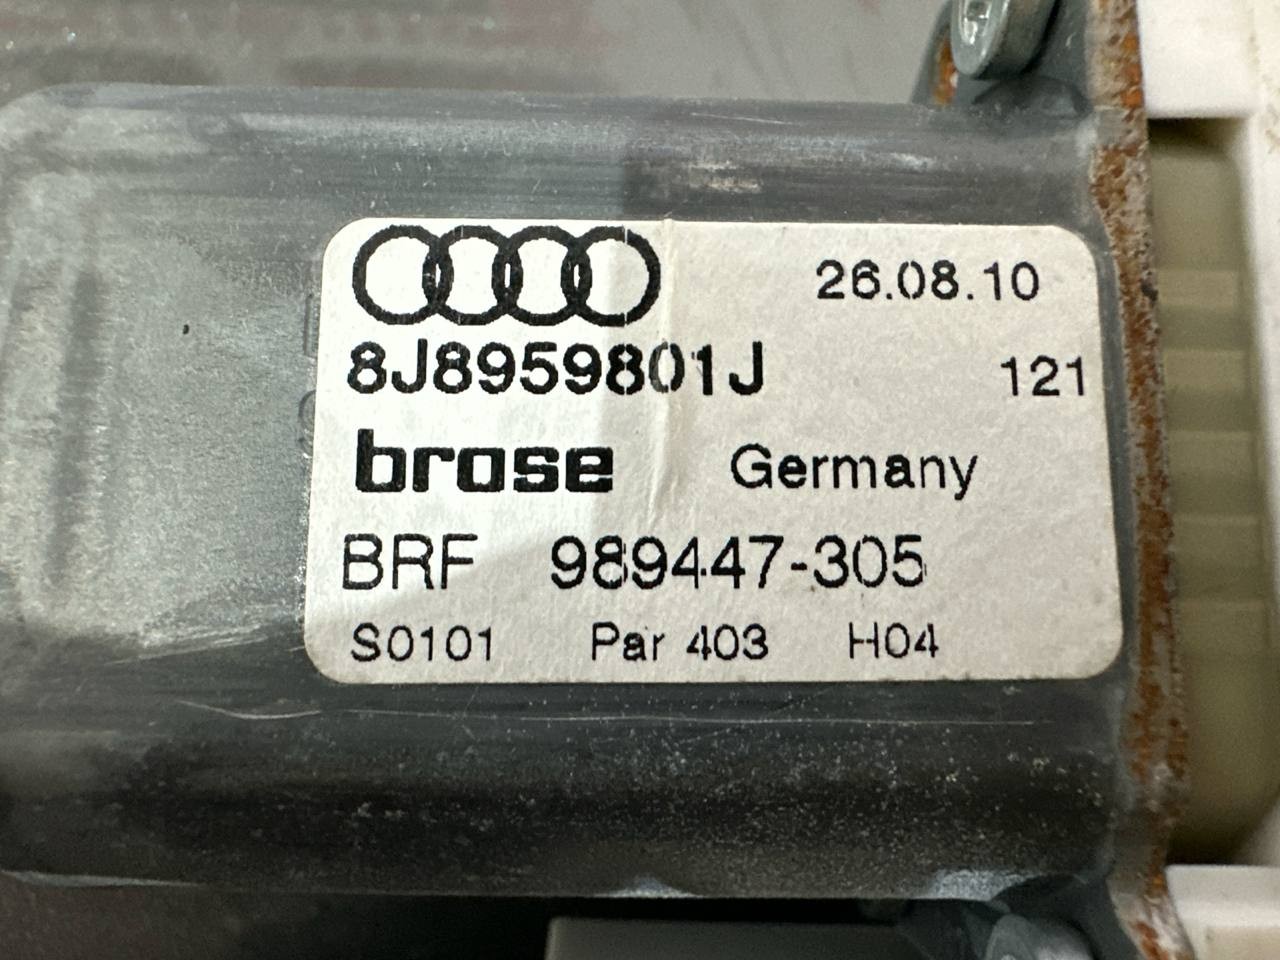 26.08.10
8J8959801J 121
brose Germany
BRF 989447-305
S0101 Par 403 H04